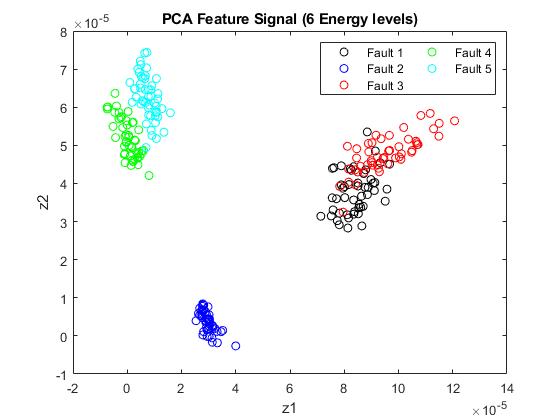 PCA Feature Signal (6 Energy levels)
×10⁻⁵
8
7
6
5
4
3
2
1
0
-1
z2
Fault 1 Fault 4
Fault 2 Fault 5
Fault 3
-2 0 2 4 6 8 10 12 14
z1
×10⁻⁵